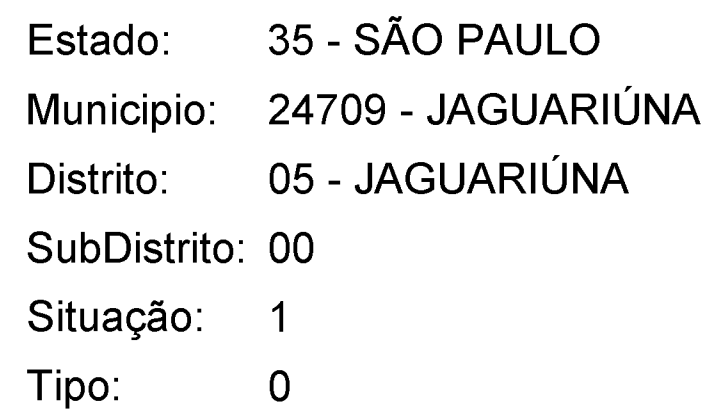 Estado: 35 - SÃO PAULO
Municipio: 24709 - JAGUARIÚNA
Distrito: 05 - JAGUARIÚNA
SubDistrito: 00
Situação: 1
Tipo: 0